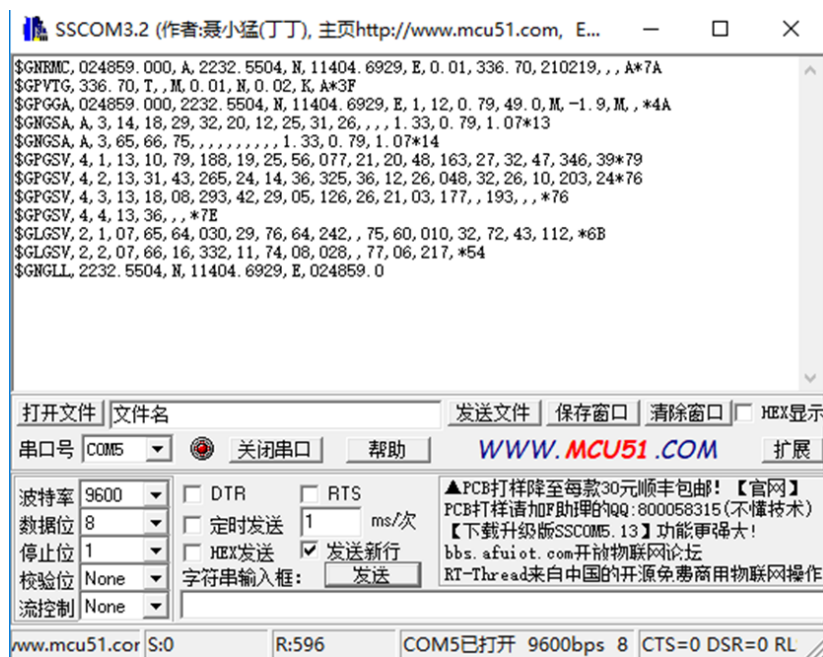 SSCOM3.2 (作者:聂小猛(丁丁), 主页http://www.mcu51.com, E...
$GNRMC,024859.000,A,2232.5504,N,11404.6929,E,0.01,336.70,210219,,,A*7A
$GPVTG,336.70,T,,M,0.01,N,0.02,K,A*3F
$GPGGA,024859.000,2232.5504,N,11404.6929,E,1,12,0.79,49.0,M,-1.9,M,,*4A
$GNGSA,A,3,14,18,29,32,20,12,25,31,26,,,,1.33,0.79,1.07*13
$GNGSA,A,3,65,66,75,,,,,,,,,,1.33,0.79,1.07*14
$GPGSV,4,1,13,10,79,188,19,25,56,077,21,20,48,163,27,32,47,346,39*79
$GPGSV,4,2,13,31,43,265,24,14,36,325,36,12,26,048,32,26,10,203,24*76
$GPGSV,4,3,13,18,08,293,42,29,05,126,26,21,03,177,,193,,,*76
$GPGSV,4,4,13,36,,,*7E
$GLGSV,2,1,07,65,64,030,29,76,64,242,,75,60,010,32,72,43,112,*6B
$GLGSV,2,2,07,66,16,332,11,74,08,028,,77,06,217,*54
$GNGLL,2232.5504,N,11404.6929,E,024859.0
打开文件 文件名 发送文件 保存窗口 清除窗口 HEX显示
串口号 COM5 关闭串口 帮助 WWW.MCU51.COM 扩展
波特率 9600 DTR RTS
数据位 8 定时发送 1 ms/次
停止位 1 HEX发送 发送新行
校验位 None 字符串输入框: 发送
流控制 None
▲PCB打样降至每款30元顺丰包邮!【官网】
PCB打样请加F助理的QQ:800058315(不懂技术)
【下载升级版SSCOM5.13】功能更强大!
bbs.afuiot.com开放物联网论坛
RT-Thread来自中国的开源免费商用物联网操作
/ww.mcu51.cor S:0 R:596 COM5已打开 9600bps 8 CTS=0 DSR=0 RL